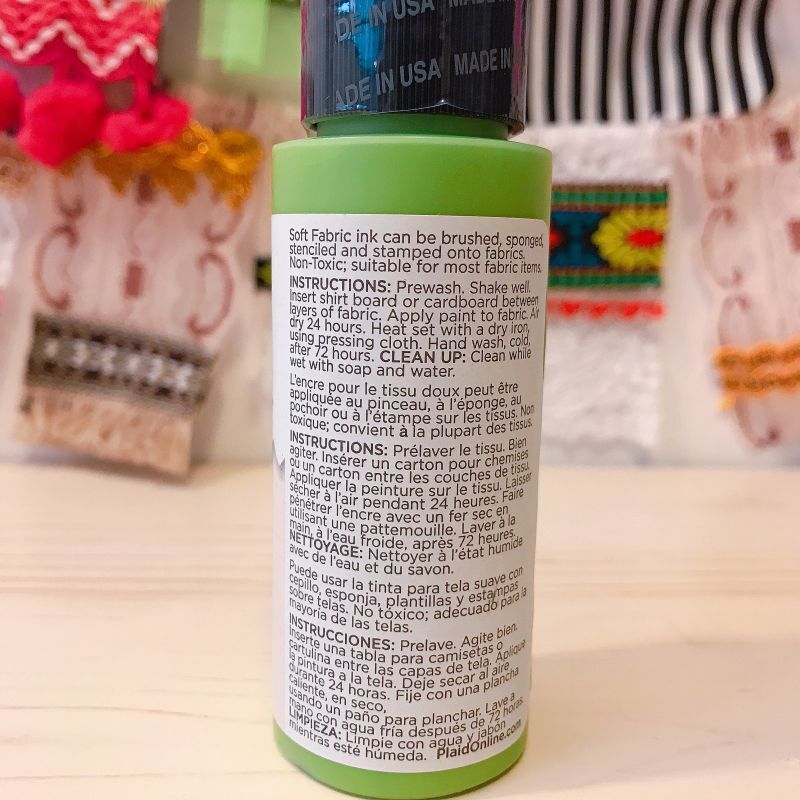 DE IN USA MADE IN
ADE IN USA MADE IN
Soft Fabric ink can be brushed, sponged,
stenciled and stamped onto fabrics.
Non-Toxic; suitable for most fabric items.
INSTRUCTIONS: Prewash. Shake well.
Insert shirt board or cardboard between
layers of fabric. Apply paint to fabric. Air
dry 24 hours. Heat set with a dry iron,
using pressing cloth. Hand wash, cold,
after 72 hours. CLEAN UP: Clean while
wet with soap and water.
L'encre pour le tissu doux peut être
appliquée au pinceau, à l'éponge, au
pochoir ou à l'étampe sur les tissus. Non
toxique; convient à la plupart des tissus.
INSTRUCTIONS: Prélaver le tissu. Bien
agiter. Insérer un carton pour chemises
ou un carton entre les couches de tissu.
Appliquer la peinture sur le tissu. Laisser
sécher à l'air pendant 24 heures. Faire
pénétrer l'encre avec un fer sec en
utilisant une pattemouille. Laver à la
main, à l'eau froide, après 72 heures.
NETTOYAGE: Nettoyer à l'état humide
avec de l'eau et du savon.
Puede usar la tinta para tela suave con
cepillo, esponja, plantillas y estampas
sobre telas. No tóxico; adecuado para la
mayoría de las telas.
INSTRUCCIONES: Prelave. Agite bien.
Inserte una tabla para camisetas o
cartulina entre las capas de tela. Aplique
la pintura a la tela. Deje secar al aire
durante 24 horas. Fije con una plancha
caliente, en seco,
usando un paño para planchar. Lave a
mano con agua fría después de 72 horas.
LIMPIEZA: Limpie con agua y jabón
mientras esté húmeda. PlaidOnline.com